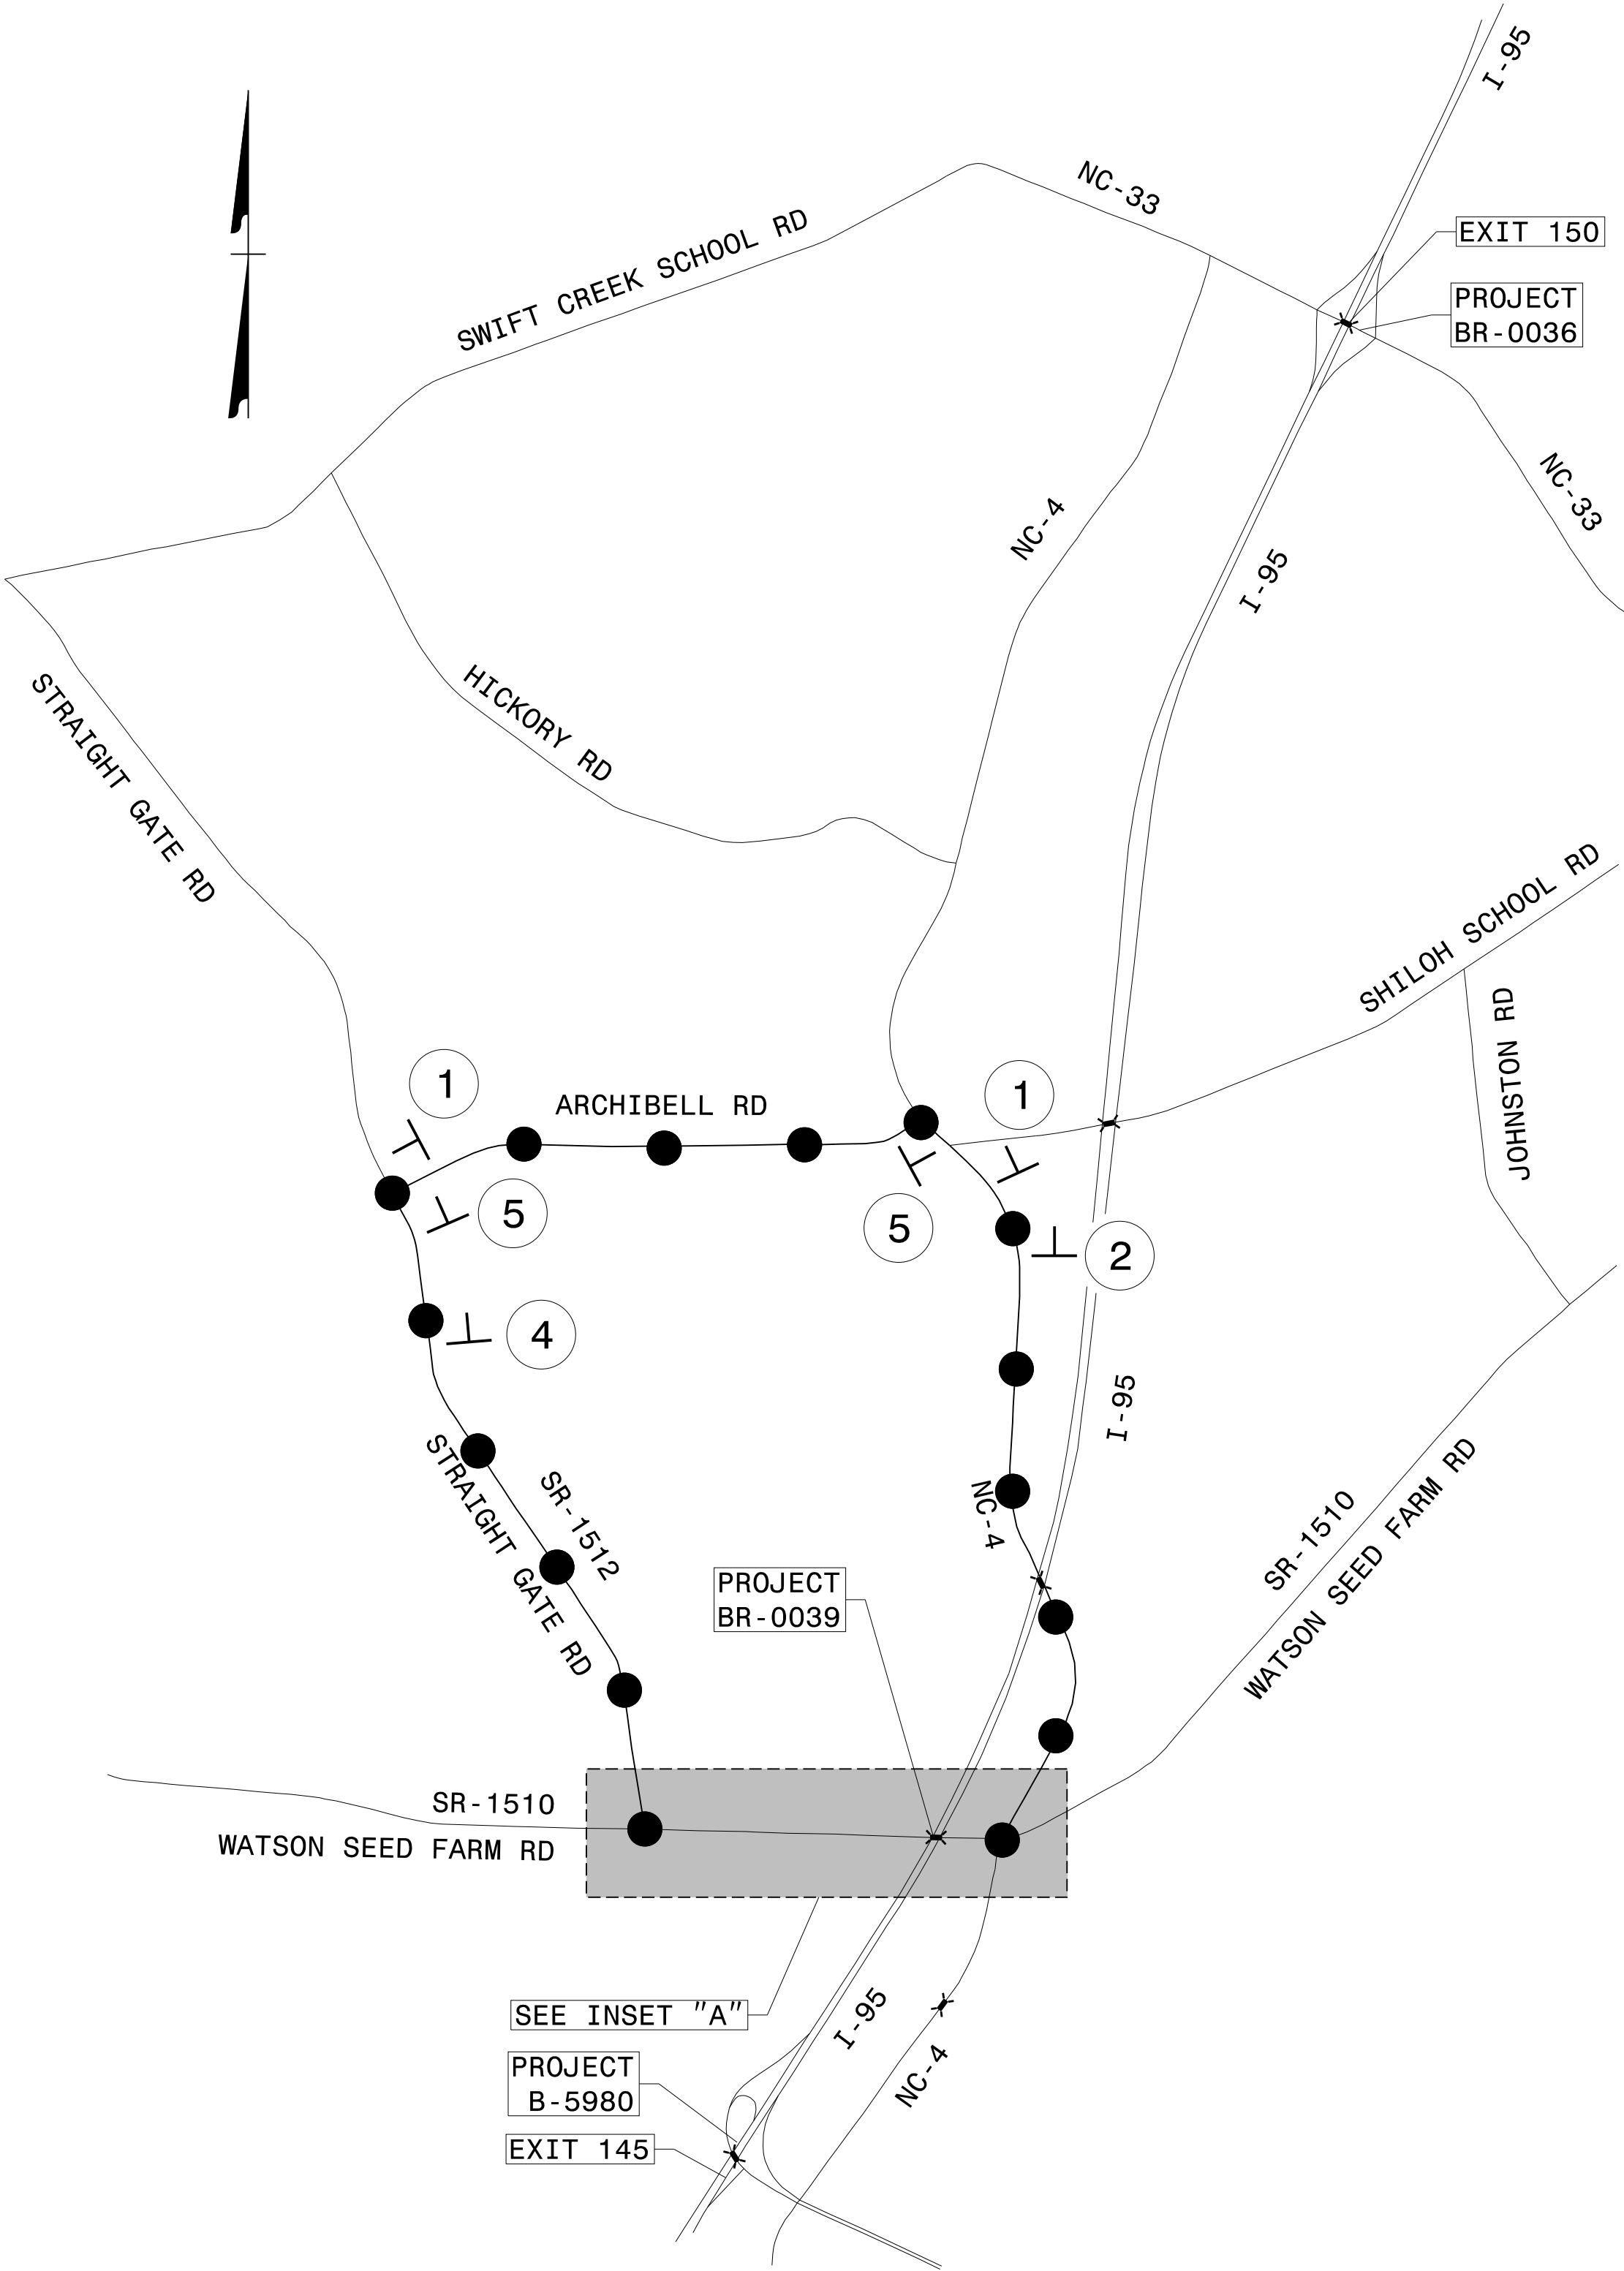 I-95
NC-33
SWIFT CREEK SCHOOL RD
EXIT 150
PROJECT
BR-0036
NC-33
NC-4
I-95
HICKORY RD
STRAIGHT GATE RD
SHILOH SCHOOL RD
JOHNSTON RD
1
ARCHIBELL RD
1
5
5
2
4
I-95
STRAIGHT GATE RD
SR-1512
NC-4
SR-1510
WATSON SEED FARM RD
PROJECT
BR-0039
SR-1510
WATSON SEED FARM RD
SEE INSET "A"
I-95
NC-4
PROJECT
B-5980
EXIT 145